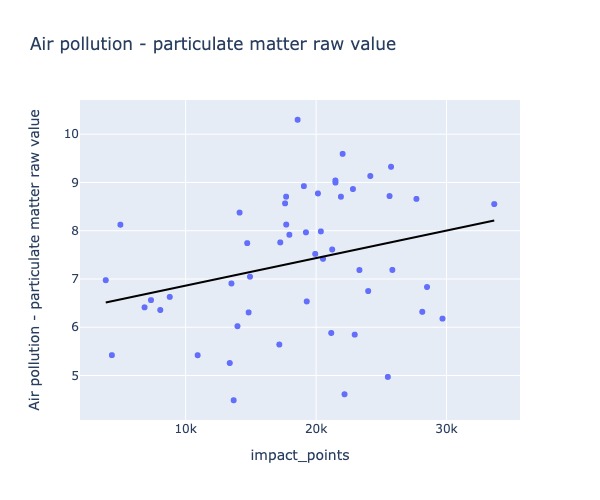 Air pollution - particulate matter raw value
Air pollution - particulate matter raw value
10
9
8
7
6
5
10k
20k
30k
impact_points